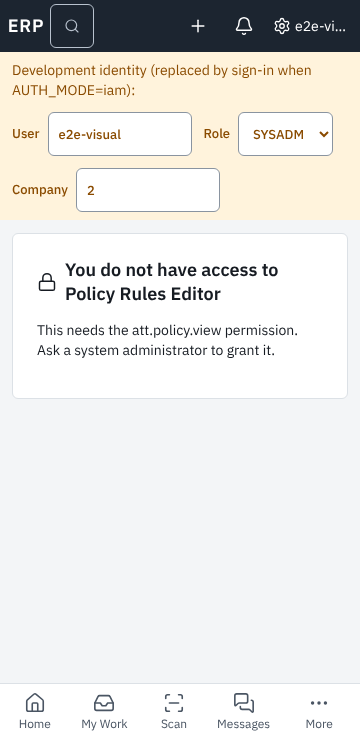 ERP
e2e-vi...
Development identity (replaced by sign-in when
AUTH_MODE=iam):
User e2e-visual Role SYSADM
Company 2
You do not have access to
Policy Rules Editor
This needs the att.policy.view permission.
Ask a system administrator to grant it.
Home My Work Scan Messages More